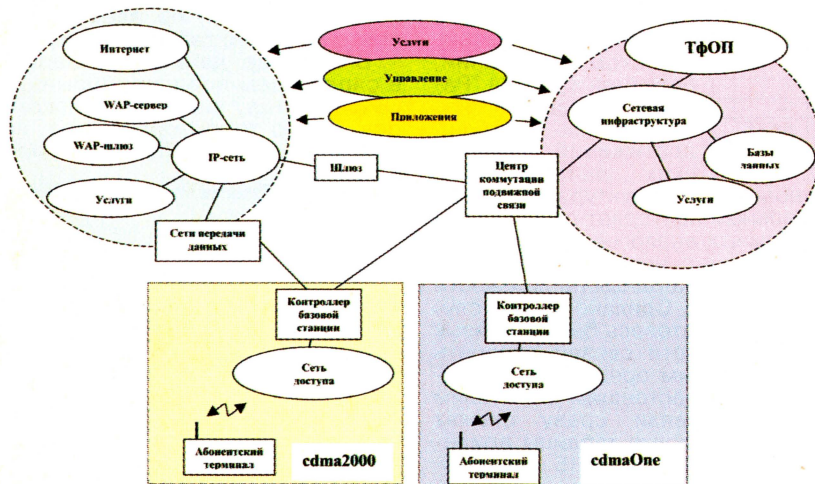 Интернет
WAP-сервер
WAP-шлюз
Услуги
IP-сеть
Сети передачи
данных
Услуги
Управление
Приложения
Шлюз
Центр
коммутации
подвижной
связи
ТфОП
Сетевая
инфраструктура
Базы
данных
Услуги
Контроллер
базовой
станции
Сеть
доступа
Абонентский
терминал
cdma2000
Контроллер
базовой
станции
Сеть
доступа
Абонентский
терминал
cdmaOne